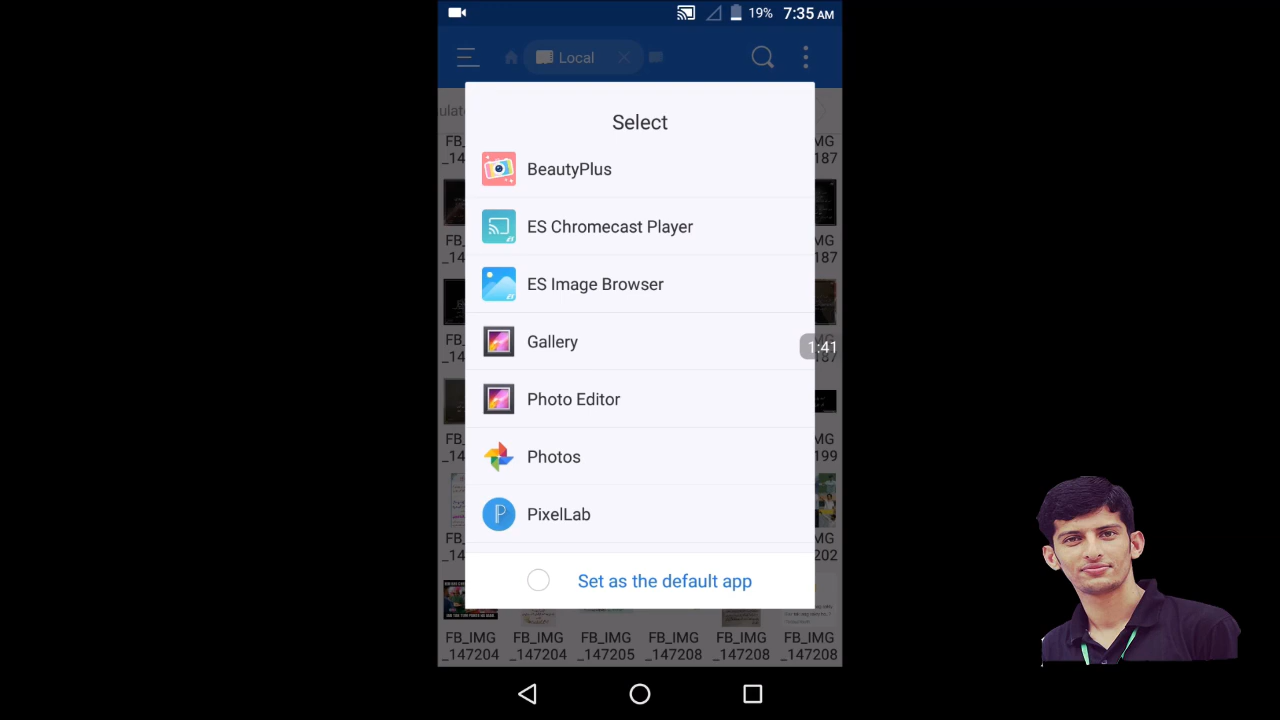 19% 7:35 AM
Local
Select
BeautyPlus
ES Chromecast Player
ES Image Browser
Gallery
1:41
Photo Editor
Photos
PixelLab
Set as the default app
FB_IMG FB_IMG FB_IMG FB_IMG FB_IMG FB_IMG
_147204 _147204 _147205 _147208 _147208 _147208